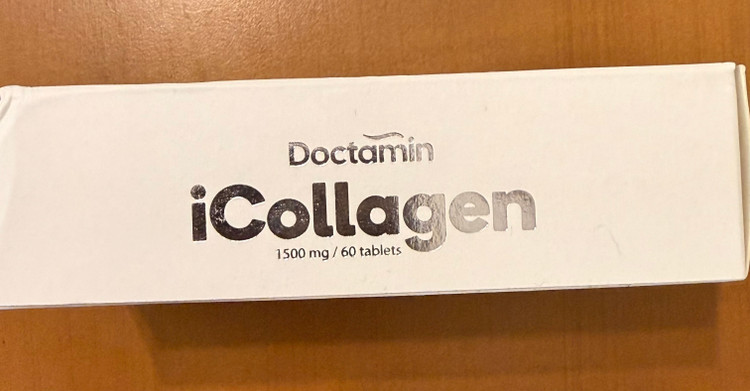 Doctamin
iCollagen
1500 mg / 60 tablets